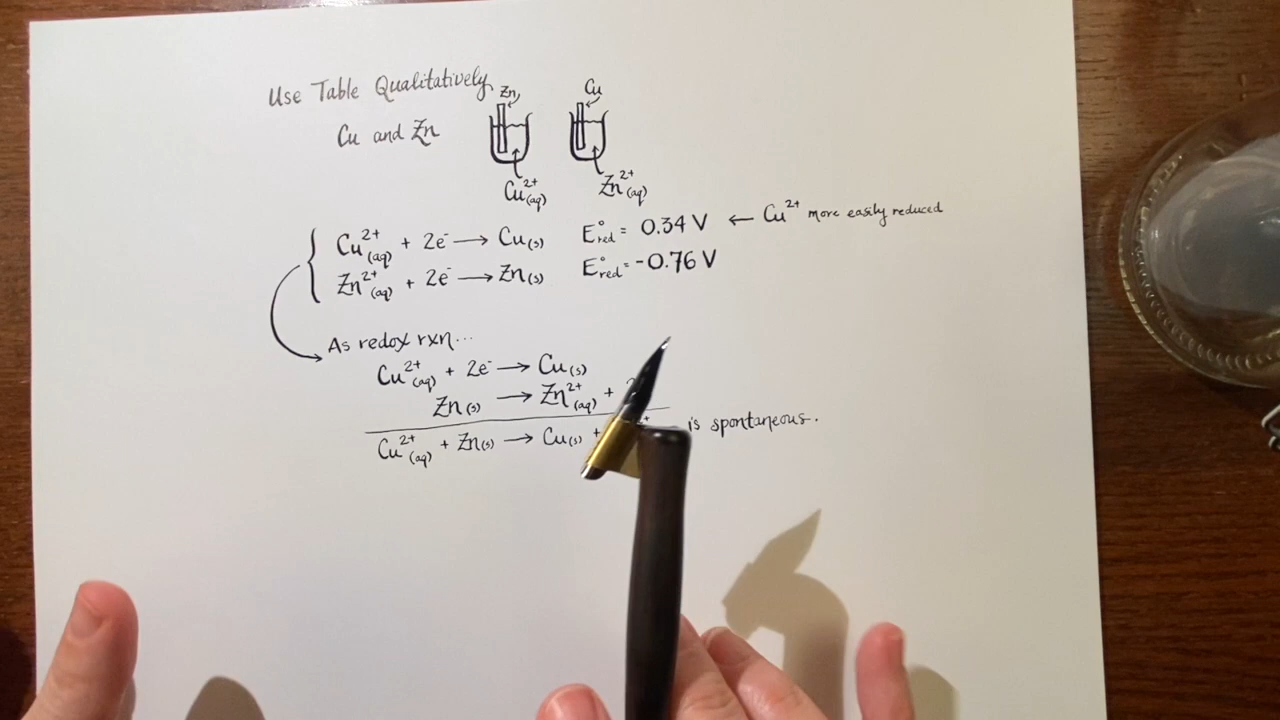 Use Table Qualitatively
Cu and Zn
Zn
Cu
Cu²⁺(aq)
Zn²⁺(aq)
Cu²⁺(aq) + 2e⁻ → Cu(s) E°red = 0.34 V ← Cu²⁺ more easily reduced
Zn²⁺(aq) + 2e⁻ → Zn(s) E°red = -0.76 V
As redox rxn...
Cu²⁺(aq) + 2e⁻ → Cu(s)
Zn(s) → Zn²⁺(aq) +
Cu²⁺(aq) + Zn(s) → Cu(s) + is spontaneous.